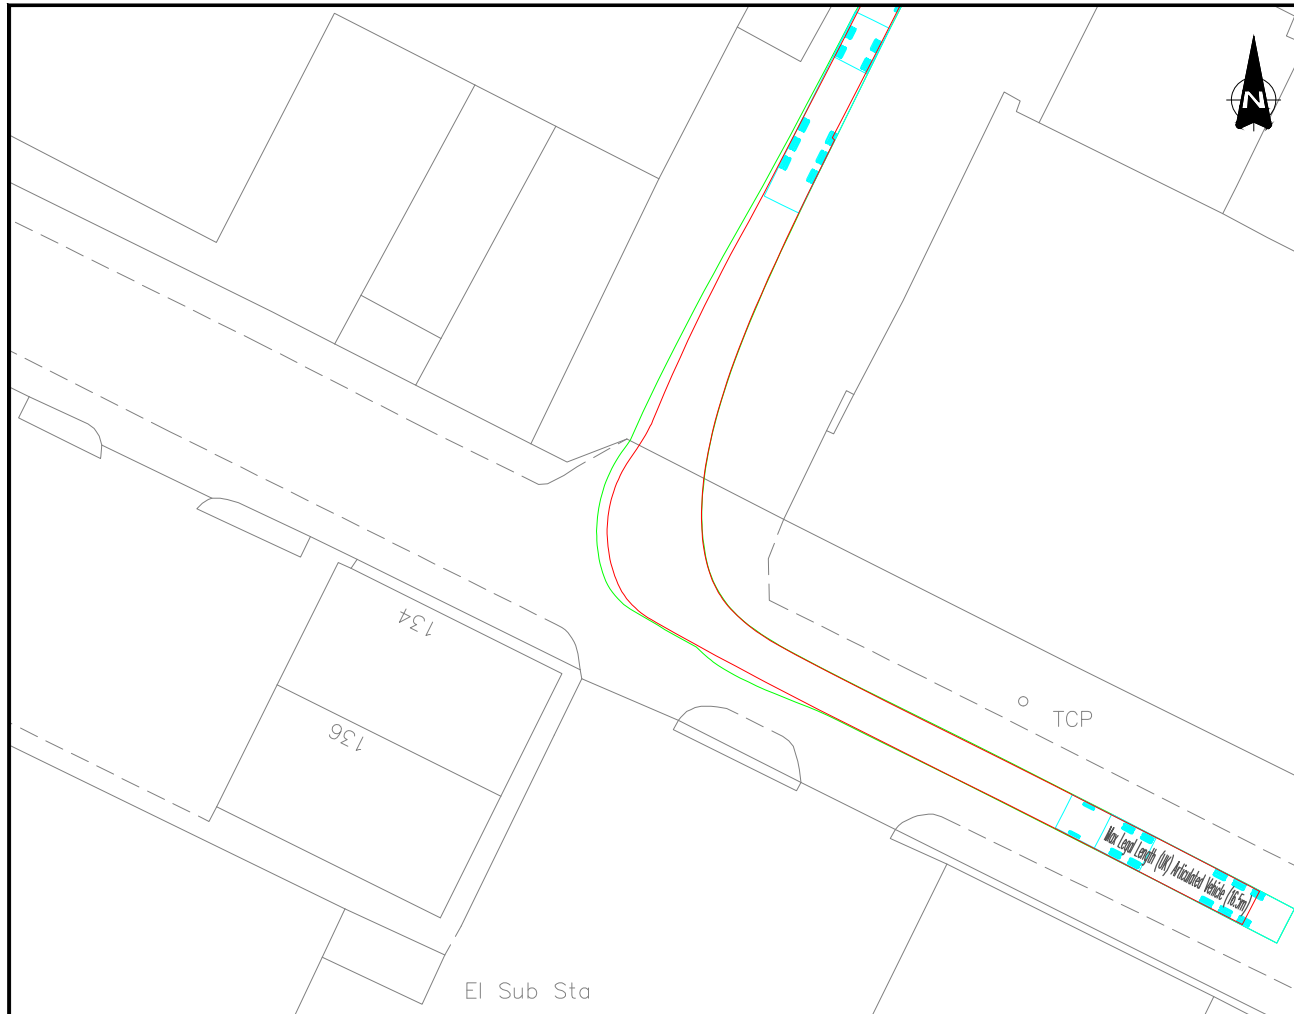 N
134
136
TCP
Max Legal Length (UK) Articulated Vehicle (16.5m)
El Sub Sta